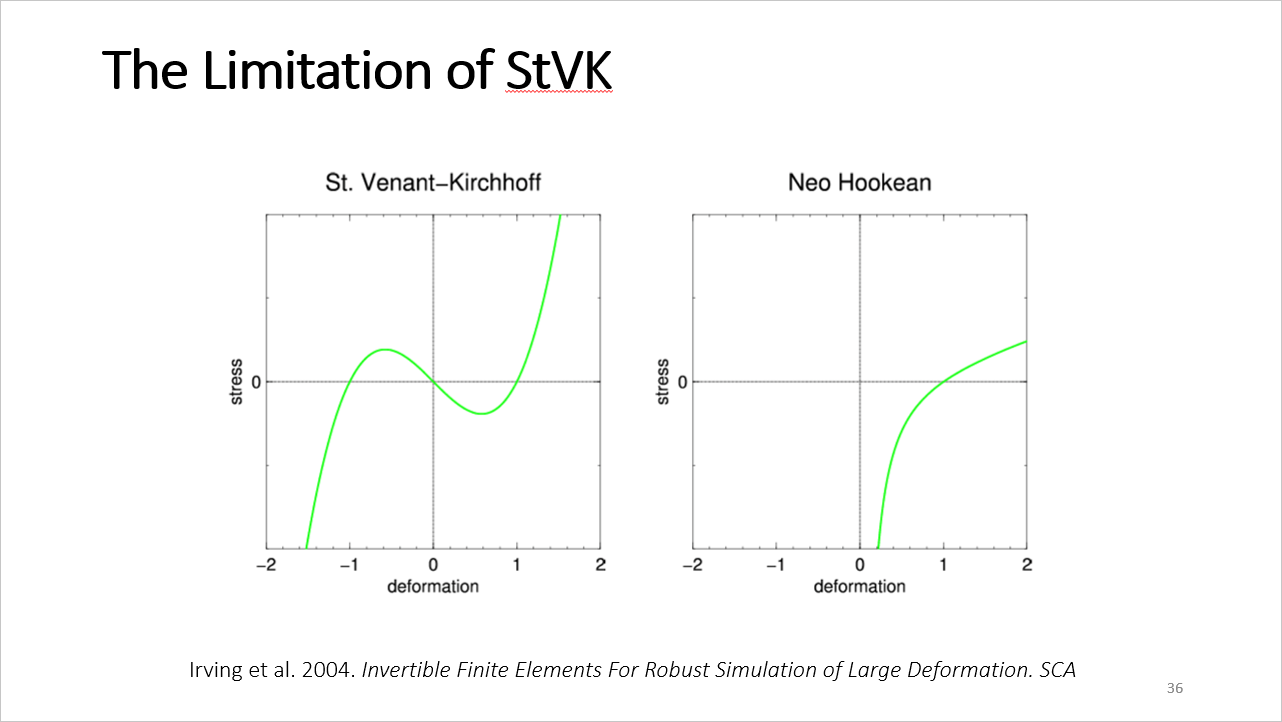 The Limitation of StVK
St. Venant−Kirchhoff
Neo Hookean
stress
0
−2 −1 0 1 2
deformation
stress
0
−2 −1 0 1 2
deformation
Irving et al. 2004. Invertible Finite Elements For Robust Simulation of Large Deformation. SCA
36